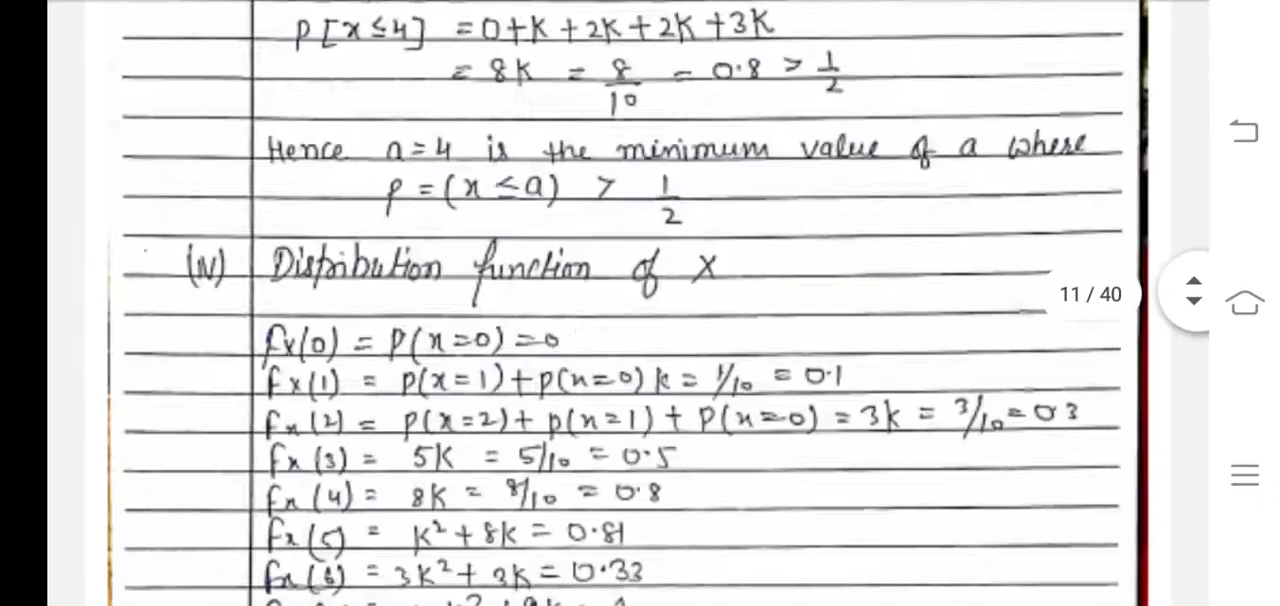 P[x≤4] = 0+K+2K+2K+3K
= 8K = 8/10 = 0.8 > 1/2
Hence a=4 is the minimum value of a where
P=(x≤a) > 1/2
(iv) Distribution function of X
11 / 40
fx(0) = P(x=0)=0
fx(1) = P(x=1)+P(x=0) k = 1/10 = 0.1
fx(2) = P(x=2)+P(x=1)+P(x=0) = 3k = 3/10=03
fx(3) = 5K = 5/10 = 0.5
fx(4) = 8K = 8/10 = 0.8
fx(5) = K²+8K = 0.81
fx(6) = 3K²+8K = 0.33